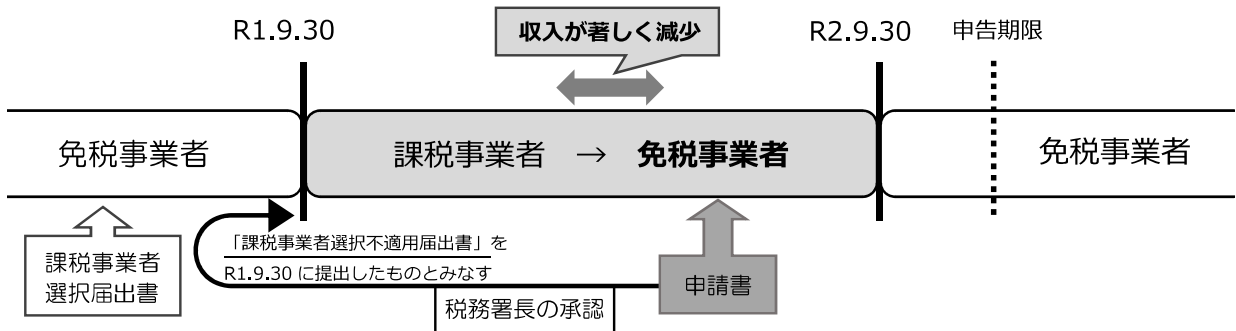 R1.9.30
収入が著しく減少
R2.9.30
申告期限
免税事業者
課税事業者 → 免税事業者
免税事業者
課税事業者
選択届出書
「課税事業者選択不適用届出書」を
R1.9.30 に提出したものとみなす
税務署長の承認
申請書